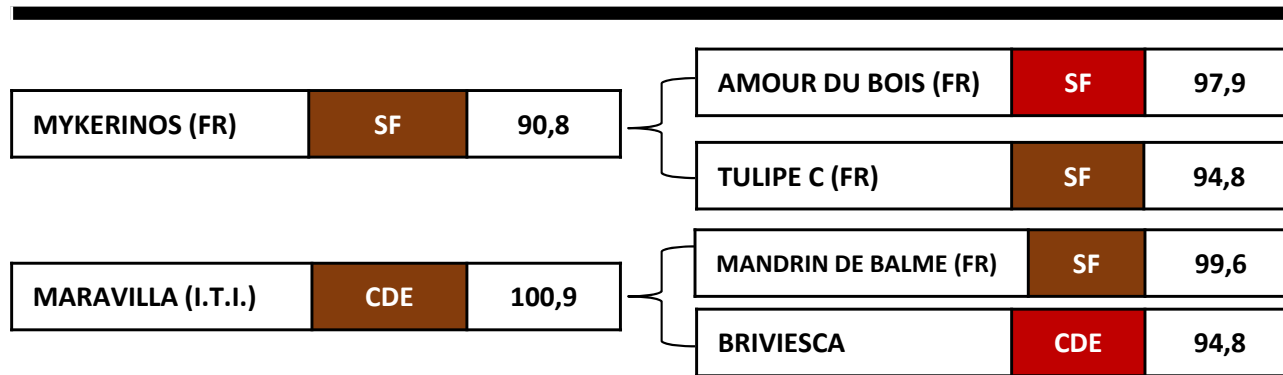 AMOUR DU BOIS (FR) SF 97,9
MYKERINOS (FR) SF 90,8
TULIPE C (FR) SF 94,8
MANDRIN DE BALME (FR) SF 99,6
MARAVILLA (I.T.I.) CDE 100,9
BRIVIESCA CDE 94,8